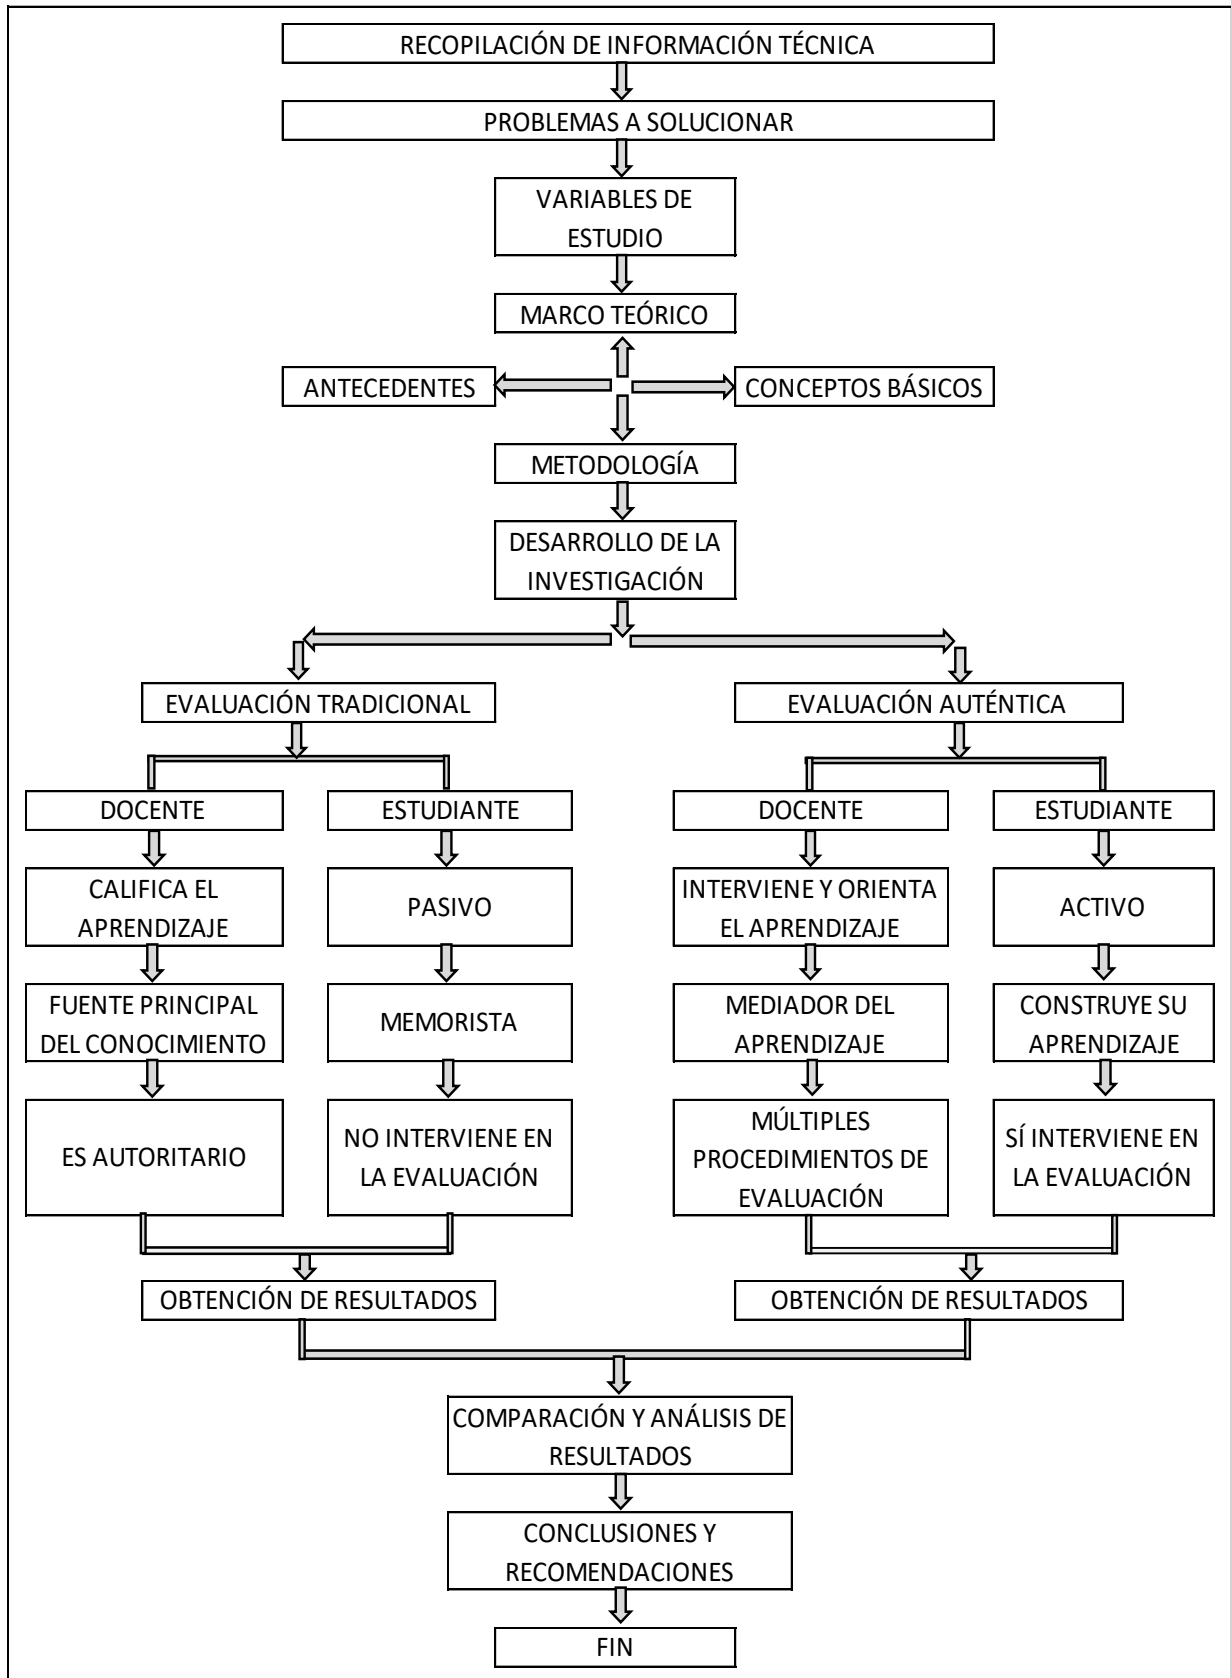 RECOPILACIÓN DE INFORMACIÓN TÉCNICA
PROBLEMAS A SOLUCIONAR
VARIABLES DE
ESTUDIO
MARCO TEÓRICO
ANTECEDENTES
CONCEPTOS BÁSICOS
METODOLOGÍA
DESARROLLO DE LA
INVESTIGACIÓN
EVALUACIÓN TRADICIONAL
EVALUACIÓN AUTÉNTICA
DOCENTE
ESTUDIANTE
DOCENTE
ESTUDIANTE
CALIFICA EL
APRENDIZAJE
PASIVO
INTERVIENE Y ORIENTA
EL APRENDIZAJE
ACTIVO
FUENTE PRINCIPAL
DEL CONOCIMIENTO
MEMORISTA
MEDIADOR DEL
APRENDIZAJE
CONSTRUYE SU
APRENDIZAJE
ES AUTORITARIO
NO INTERVIENE EN
LA EVALUACIÓN
MÚLTIPLES
PROCEDIMIENTOS DE
EVALUACIÓN
SÍ INTERVIENE EN
LA EVALUACIÓN
OBTENCIÓN DE RESULTADOS
OBTENCIÓN DE RESULTADOS
COMPARACIÓN Y ANÁLISIS DE
RESULTADOS
CONCLUSIONES Y
RECOMENDACIONES
FIN